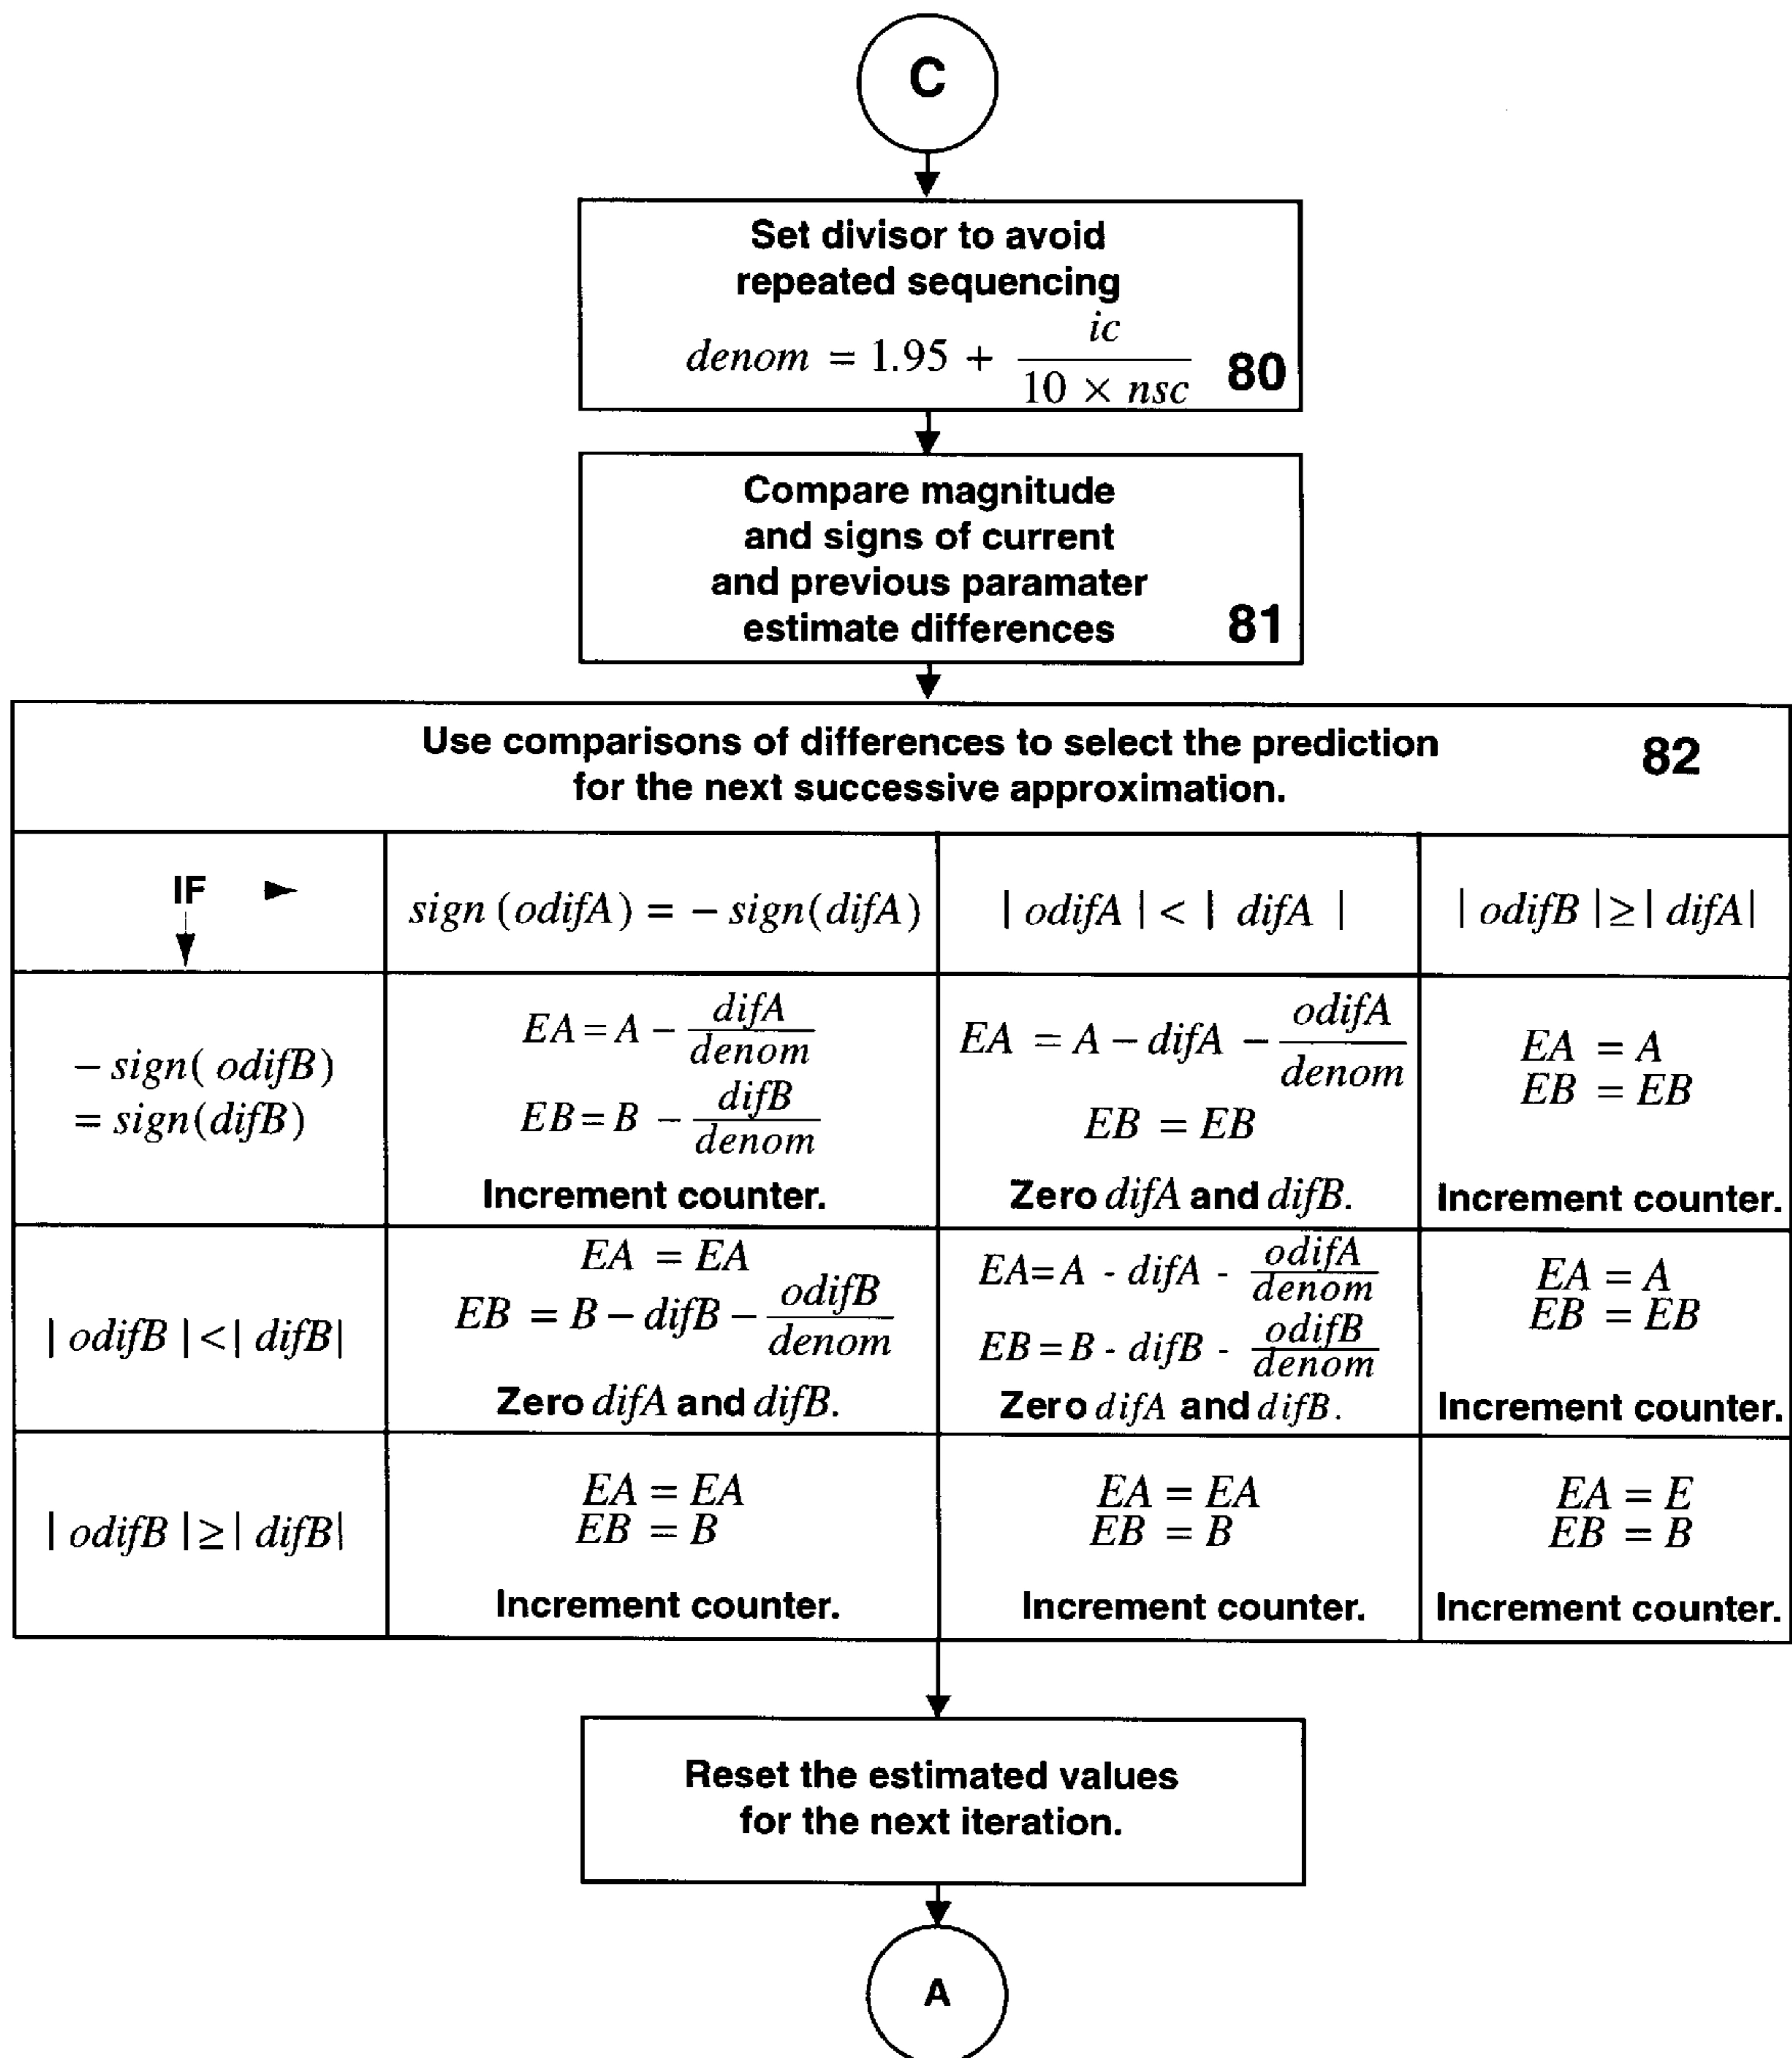 C
Set divisor to avoid
repeated sequencing
denom = 1.95 + ic / (10 × nsc) 80
Compare magnitude
and signs of current
and previous paramater
estimate differences 81
Use comparisons of differences to select the prediction 82
for the next successive approximation.
IF
sign (odifA) = − sign(difA)
| odifA | < | difA |
| odifB | ≥ | difA |
− sign( odifB)
= sign(difB)
EA = A − difA / denom
EB = B − difB / denom
Increment counter.
EA = A − difA − odifA / denom
EB = EB
Zero difA and difB.
EA = A
EB = EB
Increment counter.
| odifB | < | difB |
EA = EA
EB = B − difB − odifB / denom
Zero difA and difB.
EA = A - difA - odifA / denom
EB = B - difB - odifB / denom
Zero difA and difB.
EA = A
EB = EB
Increment counter.
| odifB | ≥ | difB |
EA = EA
EB = B
Increment counter.
EA = EA
EB = B
Increment counter.
EA = E
EB = B
Increment counter.
Reset the estimated values
for the next iteration.
A